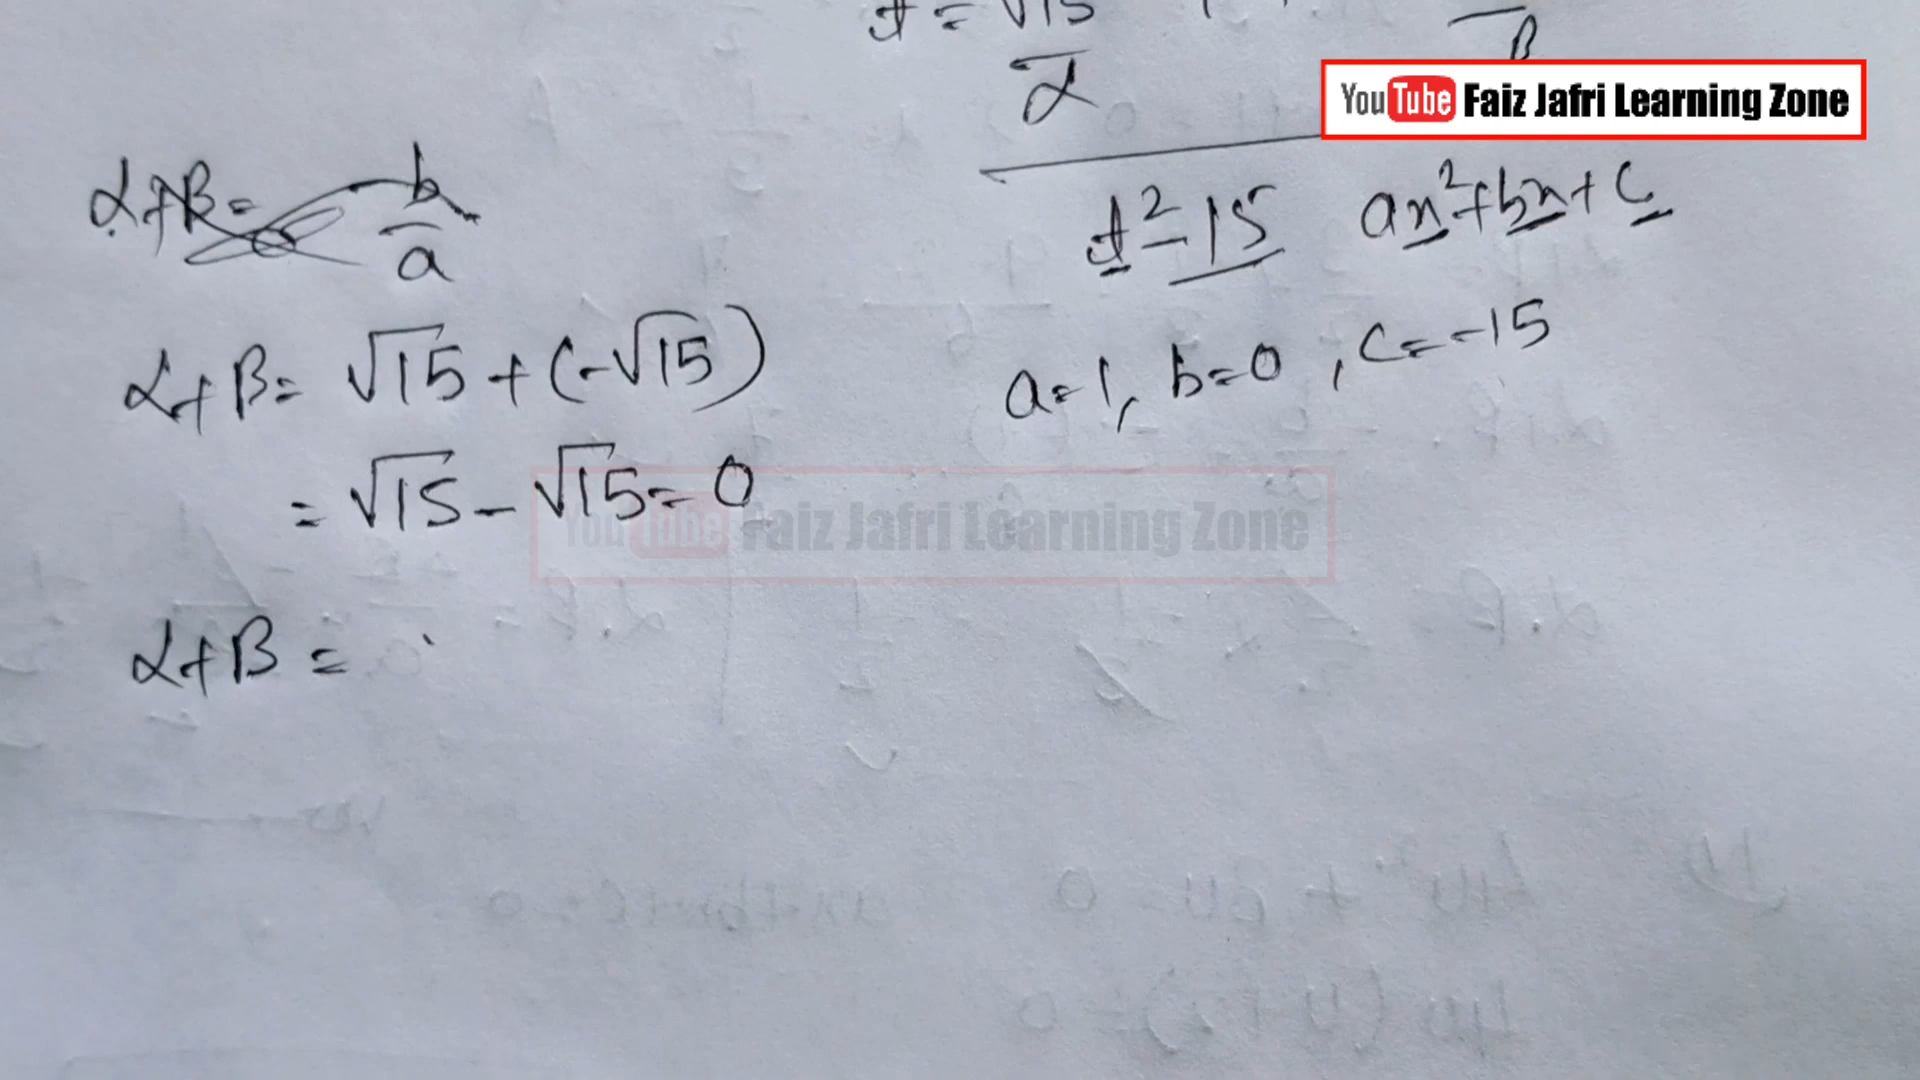 t = √15
α
β
YouTube Faiz Jafri Learning Zone
α+β= b/a
t²-15 ax²+bx+c
α+β= √15+(-√15)
a=1, b=0, c=-15
= √15-√15=0
YouTube Faiz Jafri Learning Zone
α+β =